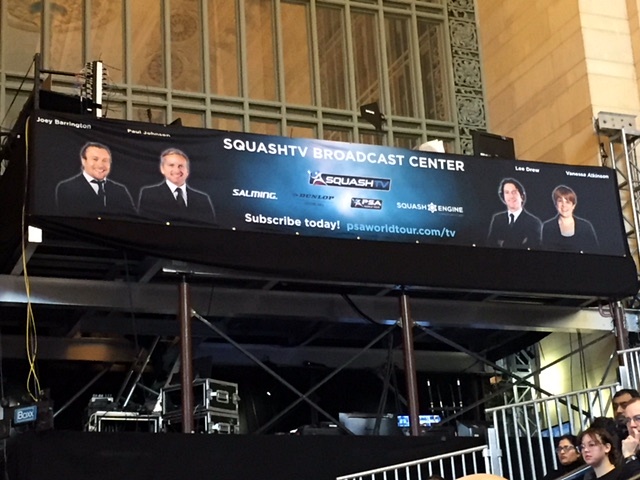 Joey Barrington
Paul Johnson
SQUASHTV BROADCAST CENTER
Lee Drew
Vanessa Atkinson
SQUASHTV
SALMING.
DUNLOP
PSA
SQUASH ENGINE
Subscribe today! psaworldtour.com/tv
BOXX